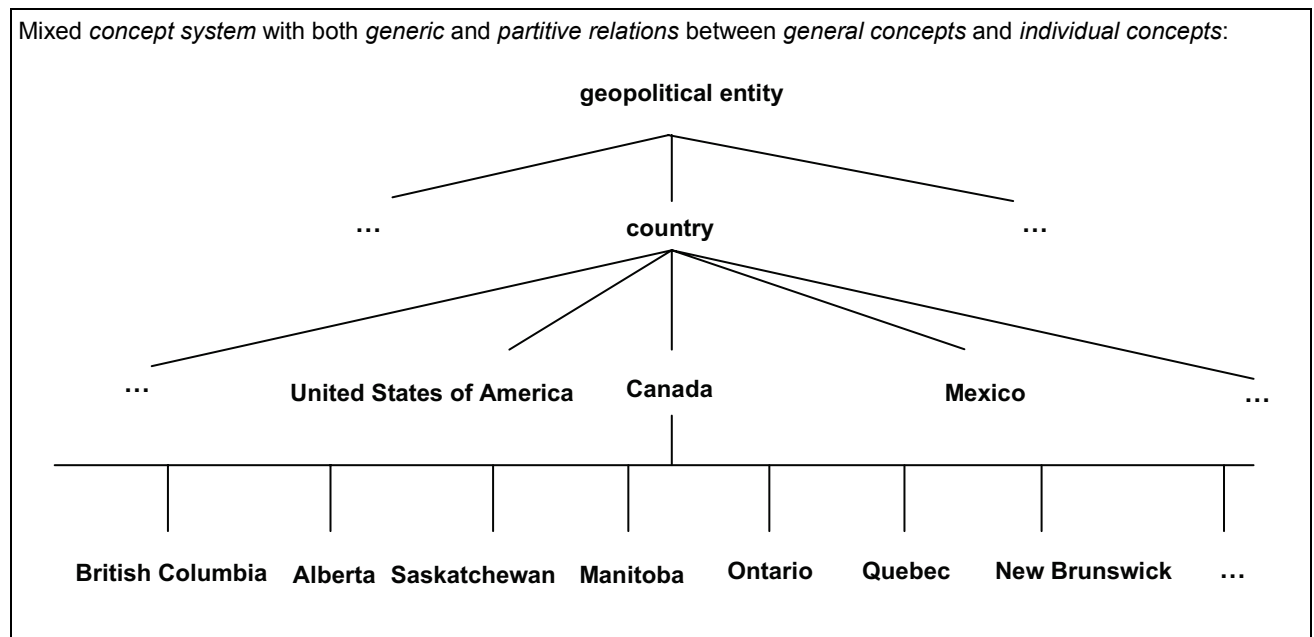 Mixed concept system with both generic and partitive relations between general concepts and individual concepts:
geopolitical entity
... country ...
... United States of America Canada Mexico ...
British Columbia Alberta Saskatchewan Manitoba Ontario Quebec New Brunswick ...